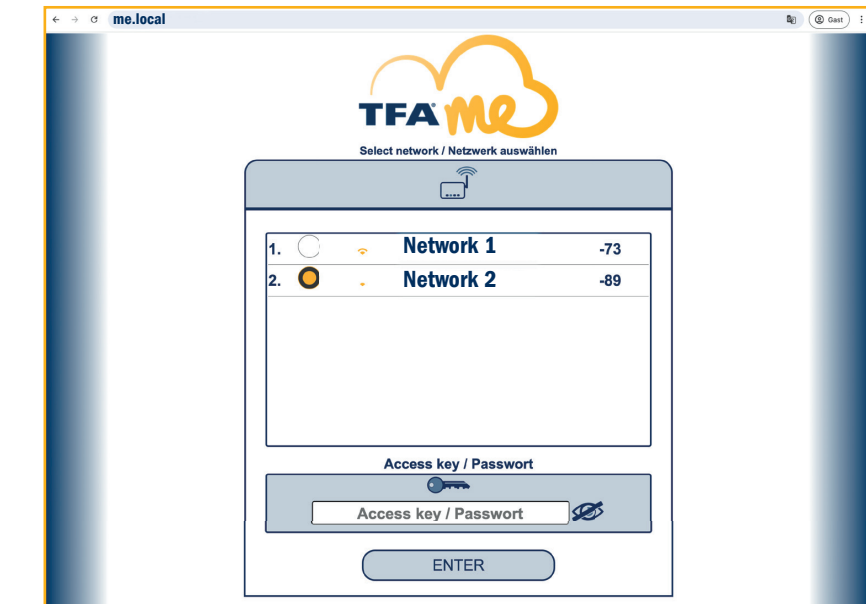 me.local
Gast
TFA me
Select network / Netzwerk auswählen
1. Network 1 -73
2. Network 2 -89
Access key / Passwort
Access key / Passwort
ENTER